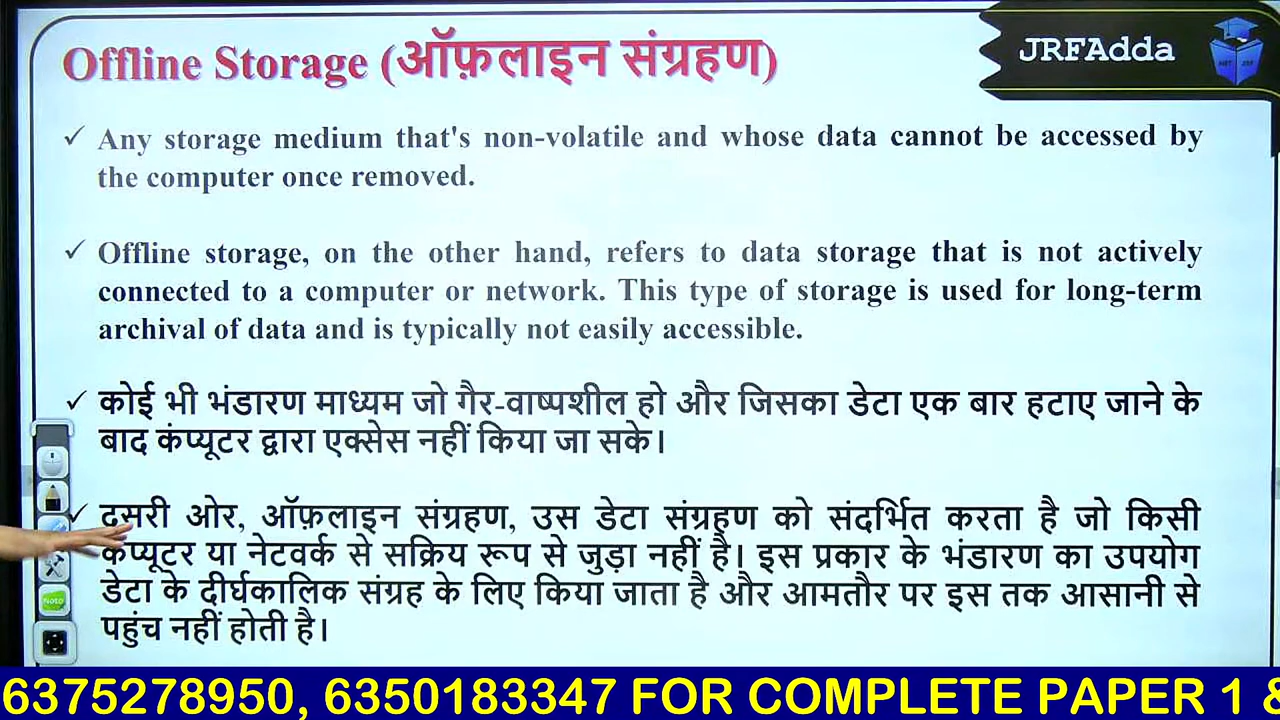 Offline Storage (ऑफ़लाइन संग्रहण)
JRFAdda
NET JRF
✓ Any storage medium that's non-volatile and whose data cannot be accessed by
the computer once removed.
✓ Offline storage, on the other hand, refers to data storage that is not actively
connected to a computer or network. This type of storage is used for long-term
archival of data and is typically not easily accessible.
✓ कोई भी भंडारण माध्यम जो गैर-वाष्पशील हो और जिसका डेटा एक बार हटाए जाने के
बाद कंप्यूटर द्वारा एक्सेस नहीं किया जा सके।
✓ दूसरी ओर, ऑफ़लाइन संग्रहण, उस डेटा संग्रहण को संदर्भित करता है जो किसी
कंप्यूटर या नेटवर्क से सक्रिय रूप से जुड़ा नहीं है। इस प्रकार के भंडारण का उपयोग
डेटा के दीर्घकालिक संग्रह के लिए किया जाता है और आमतौर पर इस तक आसानी से
पहुंच नहीं होती है।
Note
6375278950, 6350183347 FOR COMPLETE PAPER 1 &